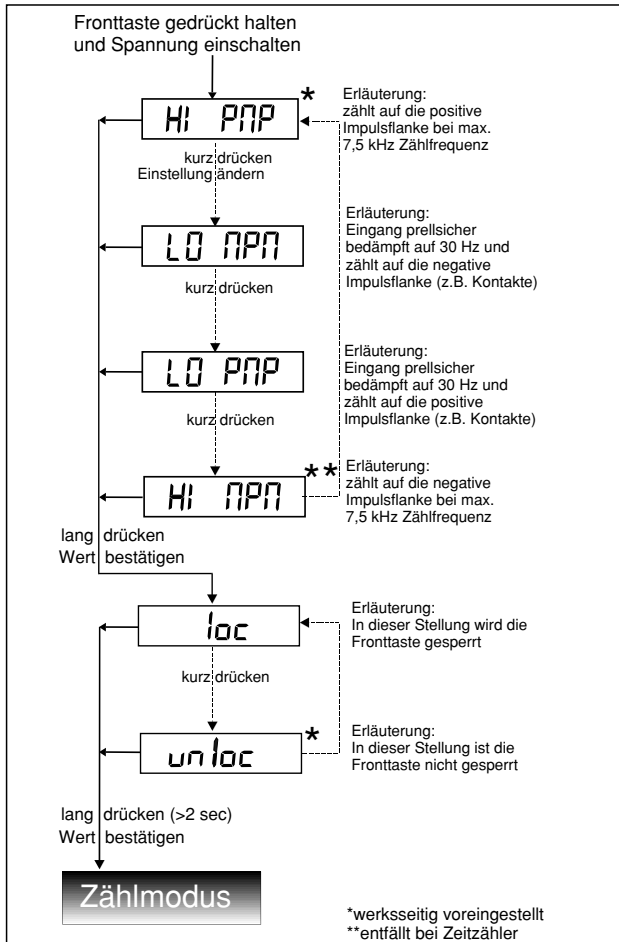 Fronttaste gedrückt halten
und Spannung einschalten
HI PNP *
Erläuterung:
zählt auf die positive
Impulsflanke bei max.
7,5 kHz Zählfrequenz
kurz drücken
Einstellung ändern
LO NPN
Erläuterung:
Eingang prellsicher
bedämpft auf 30 Hz und
zählt auf die negative
Impulsflanke (z.B. Kontakte)
kurz drücken
LO PNP
Erläuterung:
Eingang prellsicher
bedämpft auf 30 Hz und
zählt auf die positive
Impulsflanke (z.B. Kontakte)
kurz drücken
HI NPN **
Erläuterung:
zählt auf die negative
Impulsflanke bei max.
7,5 kHz Zählfrequenz
lang drücken
Wert bestätigen
loc
Erläuterung:
In dieser Stellung wird die
Fronttaste gesperrt
kurz drücken
unloc *
Erläuterung:
In dieser Stellung ist die
Fronttaste nicht gesperrt
lang drücken (>2 sec)
Wert bestätigen
Zählmodus
*werksseitig voreingestellt
**entfällt bei Zeitzähler